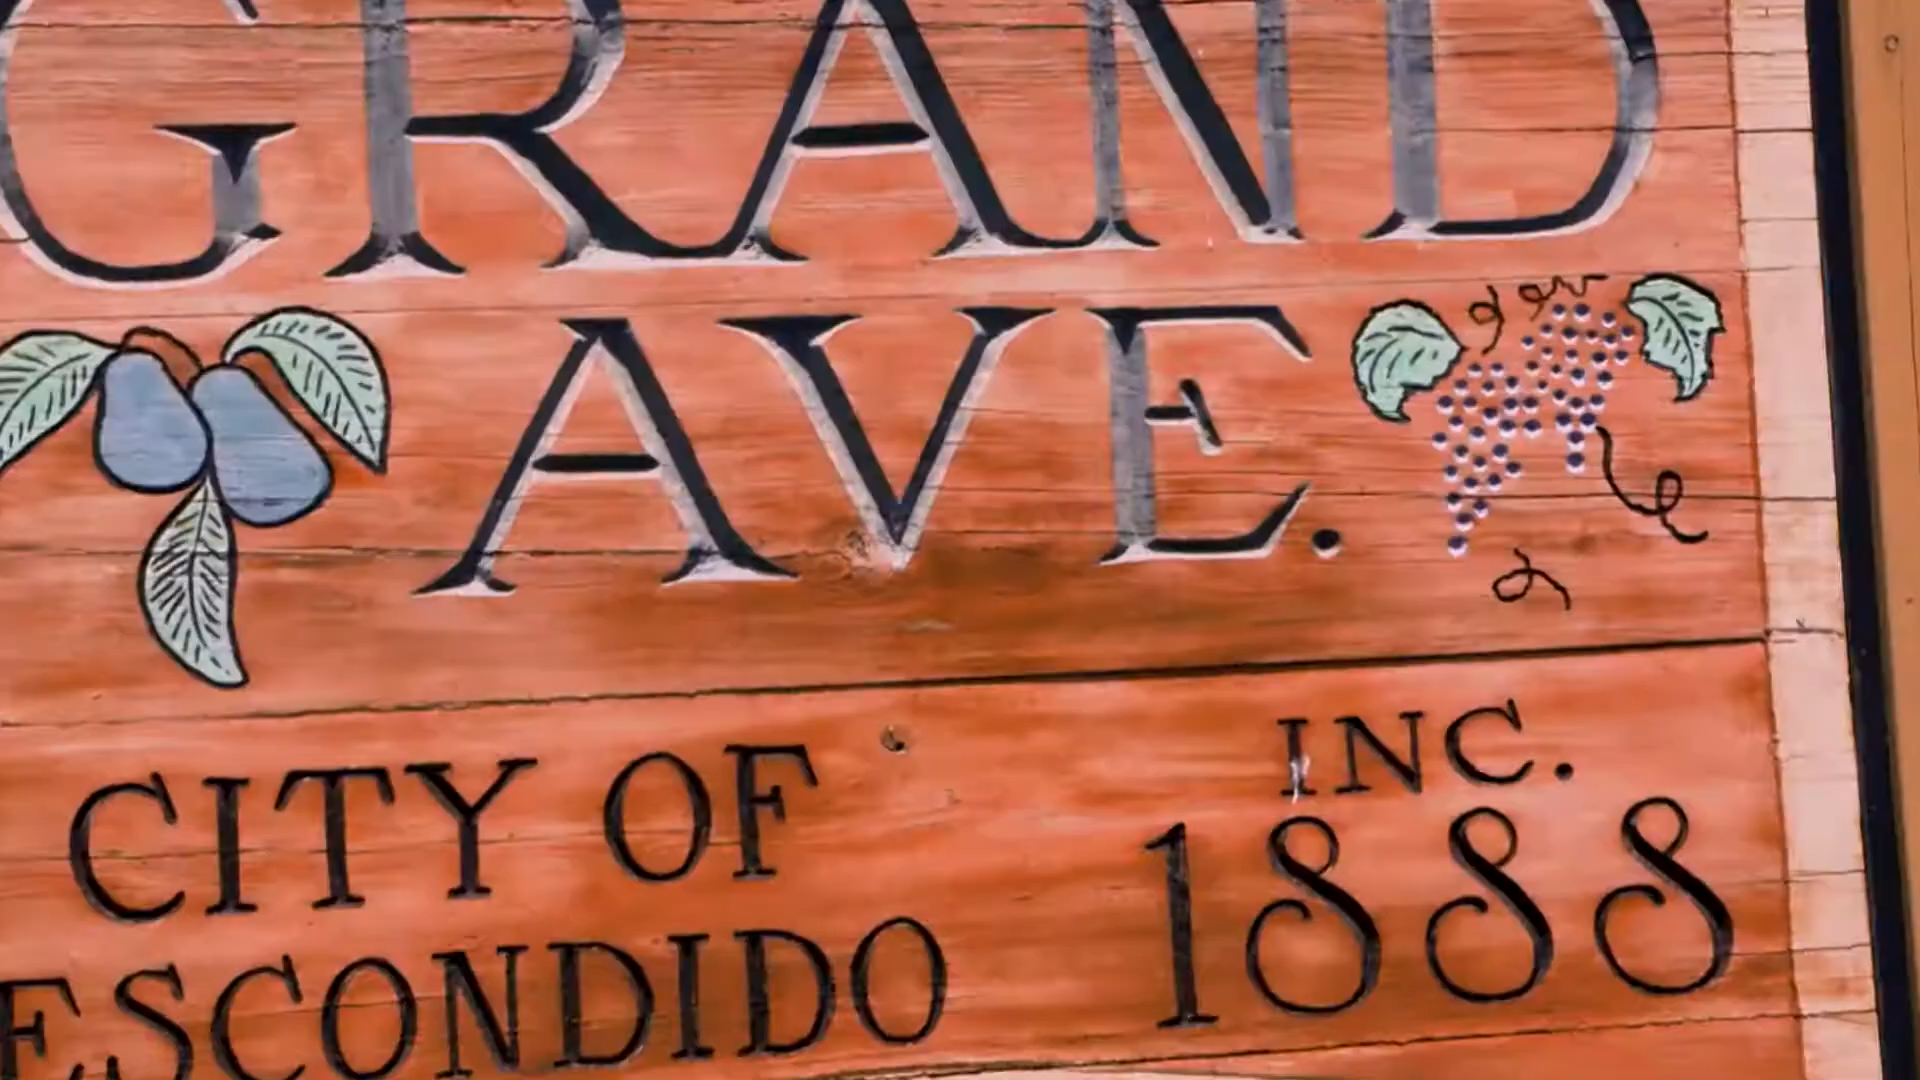 GRAND
AVE.
CITY OF
ESCONDIDO
INC.
1888